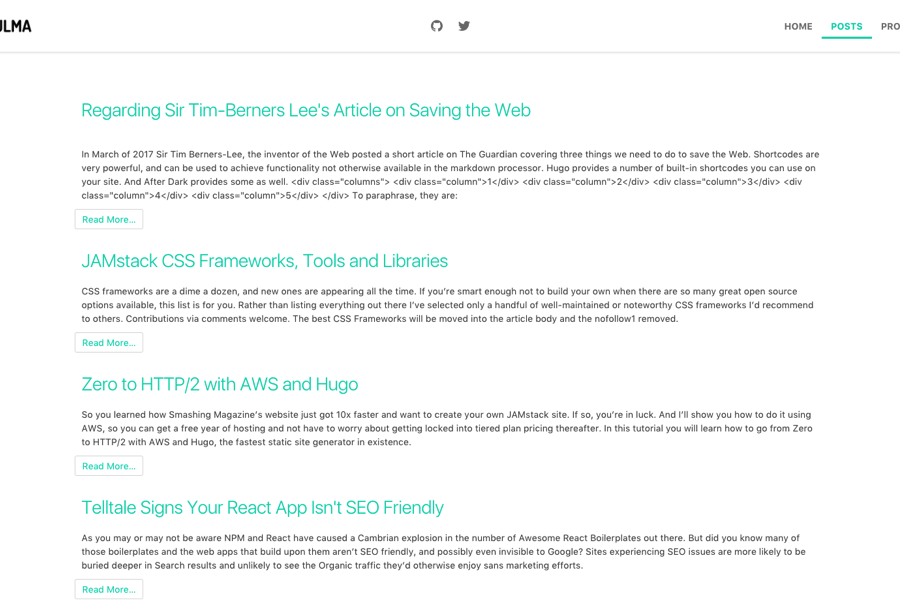 HOME POSTS
Regarding Sir Tim-Berners Lee's Article on Saving the Web
In March of 2017 Sir Tim Berners-Lee, the inventor of the Web posted a short article on The Guardian covering three things we need to do to save the Web. Shortcodes are
very powerful, and can be used to achieve functionality not otherwise available in the markdown processor. Hugo provides a number of built-in shortcodes you can use on
your site. And After Dark provides some as well. <div class="columns"> <div class="column">1</div> <div class="column">2</div> <div class="column">3</div> <div
class="column">4</div> <div class="column">5</div> </div> To paraphrase, they are:
Read More…
JAMstack CSS Frameworks, Tools and Libraries
CSS frameworks are a dime a dozen, and new ones are appearing all the time. If you’re smart enough not to build your own when there are so many great open source
options available, this list is for you. Rather than listing everything out there I’ve selected only a handful of well-maintained or noteworthy CSS frameworks I’d recommend
to others. Contributions via comments welcome. The best CSS Frameworks will be moved into the article body and the nofollow1 removed.
Read More…
Zero to HTTP/2 with AWS and Hugo
So you learned how Smashing Magazine’s website just got 10x faster and want to create your own JAMstack site. If so, you’re in luck. And I’ll show you how to do it using
AWS, so you can get a free year of hosting and not have to worry about getting locked into tiered plan pricing thereafter. In this tutorial you will learn how to go from Zero
to HTTP/2 with AWS and Hugo, the fastest static site generator in existence.
Read More…
Telltale Signs Your React App Isn't SEO Friendly
As you may or may not be aware NPM and React have caused a Cambrian explosion in the number of Awesome React Boilerplates out there. But did you know many of
those boilerplates and the web apps that build upon them aren’t SEO friendly, and possibly even invisible to Google? Sites experiencing SEO issues are more likely to be
buried deeper in Search results and unlikely to see the Organic traffic they’d otherwise enjoy sans marketing efforts.
Read More…